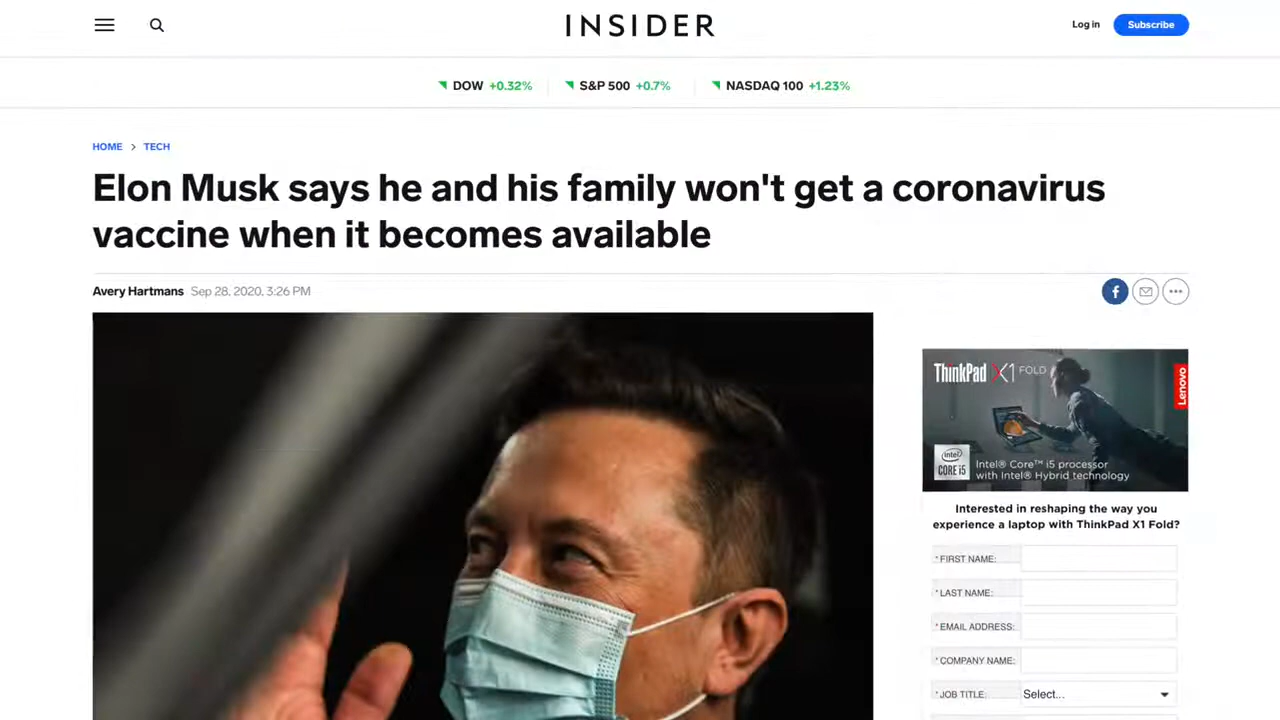 INSIDER
Log in
Subscribe
DOW +0.32%
S&P 500 +0.7%
NASDAQ 100 +1.23%
HOME > TECH
Elon Musk says he and his family won't get a coronavirus
vaccine when it becomes available
Avery Hartmans Sep 28, 2020, 3:26 PM
ThinkPad X1 FOLD
Lenovo
intel
CORE i5
Intel® Core™ i5 processor
with Intel® Hybrid technology
Interested in reshaping the way you
experience a laptop with ThinkPad X1 Fold?
* FIRST NAME:
* LAST NAME:
* EMAIL ADDRESS:
* COMPANY NAME:
* JOB TITLE: Select...